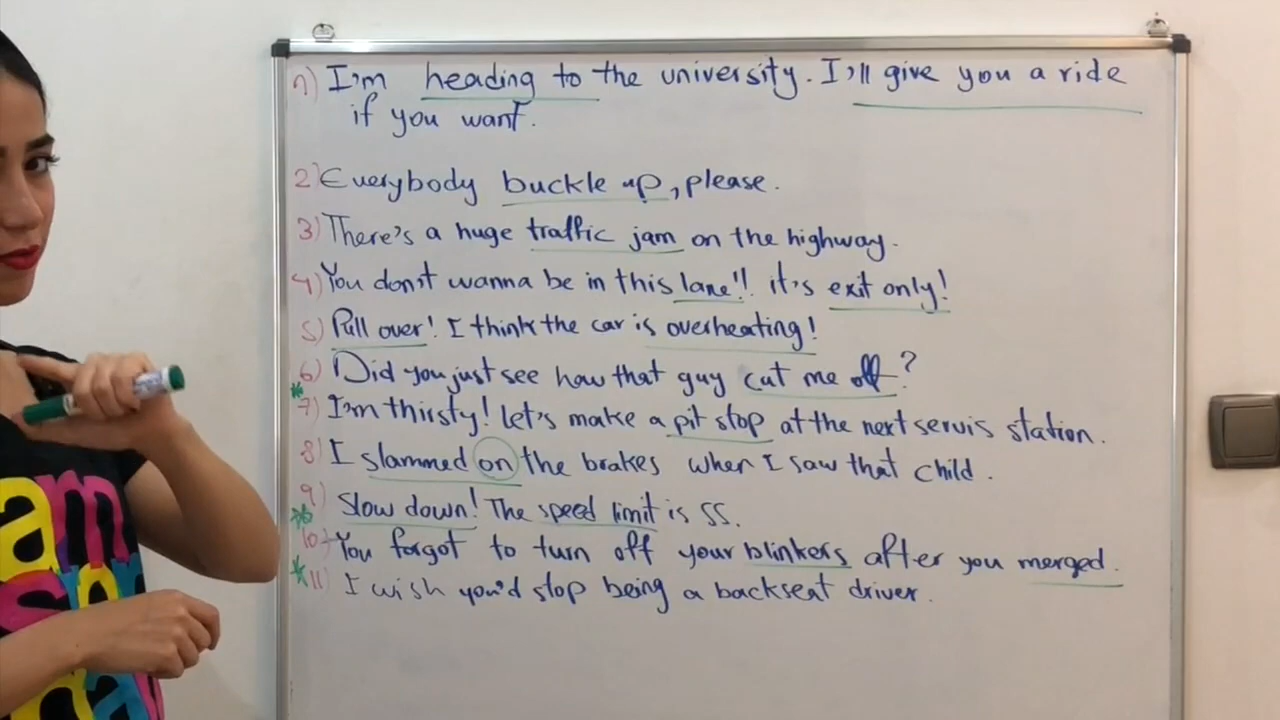 1) I'm heading to the university. I'll give you a ride
if you want.
2) Everybody buckle up, please.
3) There's a huge traffic jam on the highway.
4) You don't wanna be in this lane!! it's exit only!
5) Pull over! I think the car is overheating!
6) Did you just see how that guy cut me off?
* 7) I'm thirsty! let's make a pit stop at the next servis station.
8) I slammed on the brakes when I saw that child.
9) Slow down! The speed limit is 55.
* 10) You forgot to turn off your blinkers after you merged.
* 11) I wish you'd stop being a backseat driver.
am